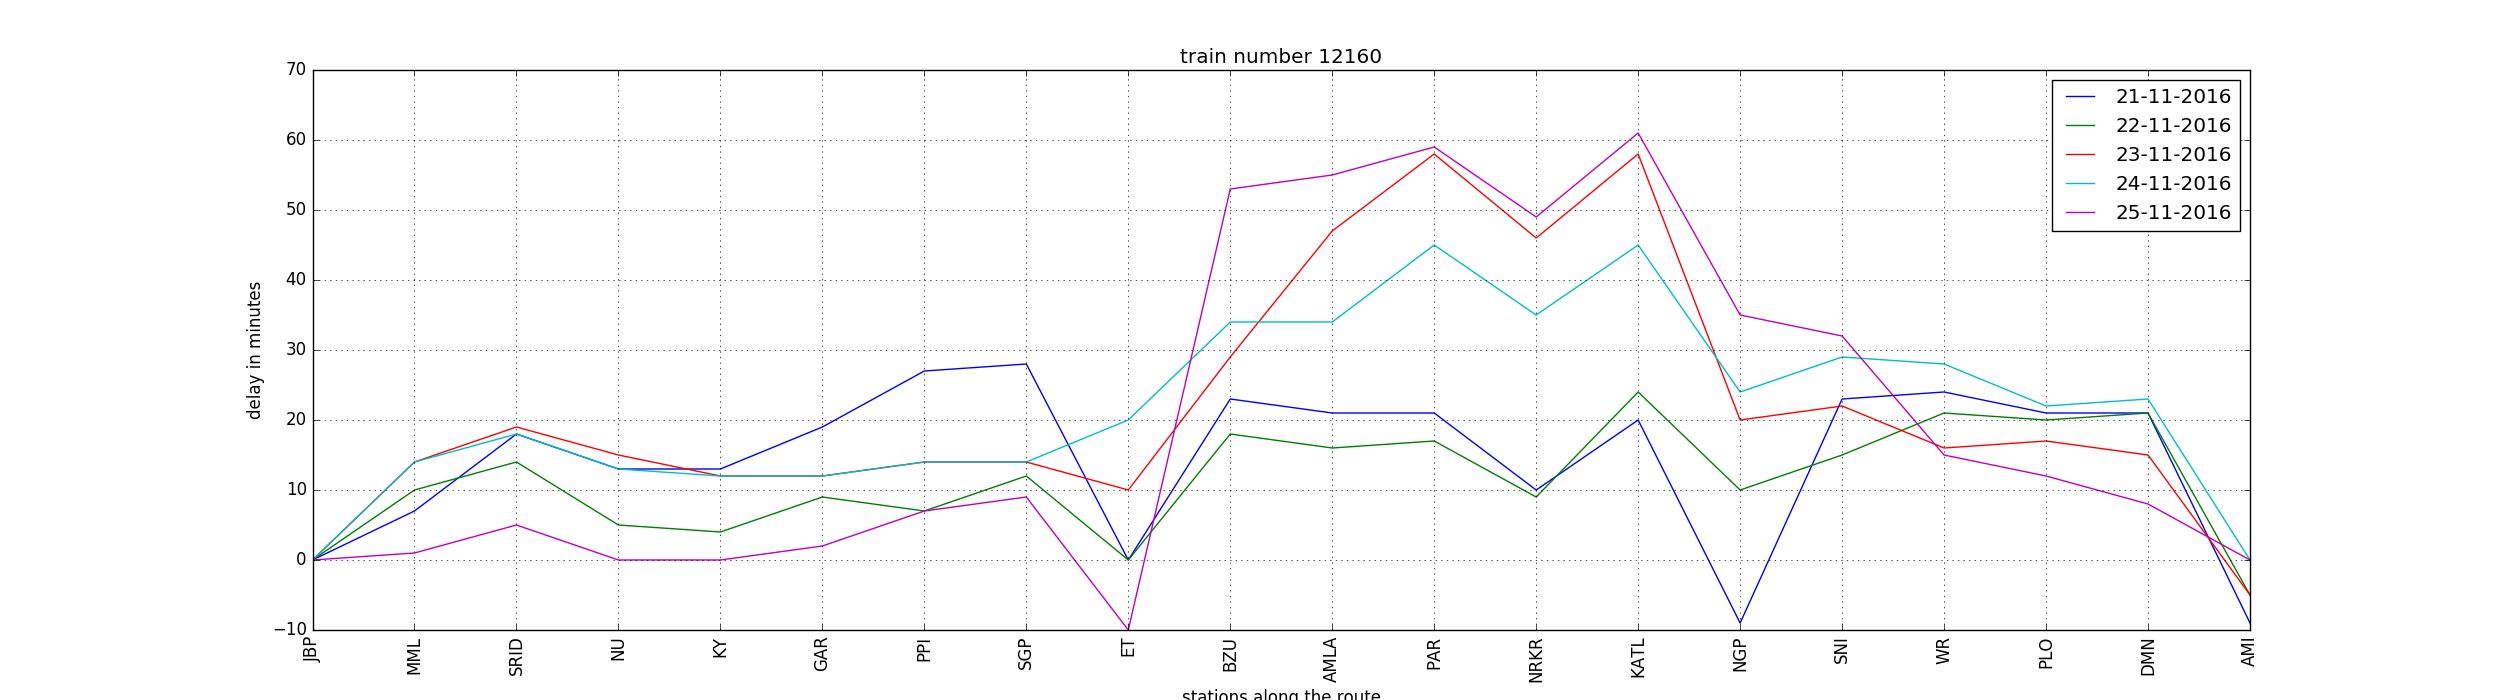 train number 12160
70
60
50
40
30
20
10
0
−10
delay in minutes
21-11-2016
22-11-2016
23-11-2016
24-11-2016
25-11-2016
JBP
MML
SRID
NU
KY
GAR
PPI
SGP
ET
BZU
AMLA
PAR
NRKR
KATL
NGP
SNI
WR
PLO
DMN
AMI
stations along the route